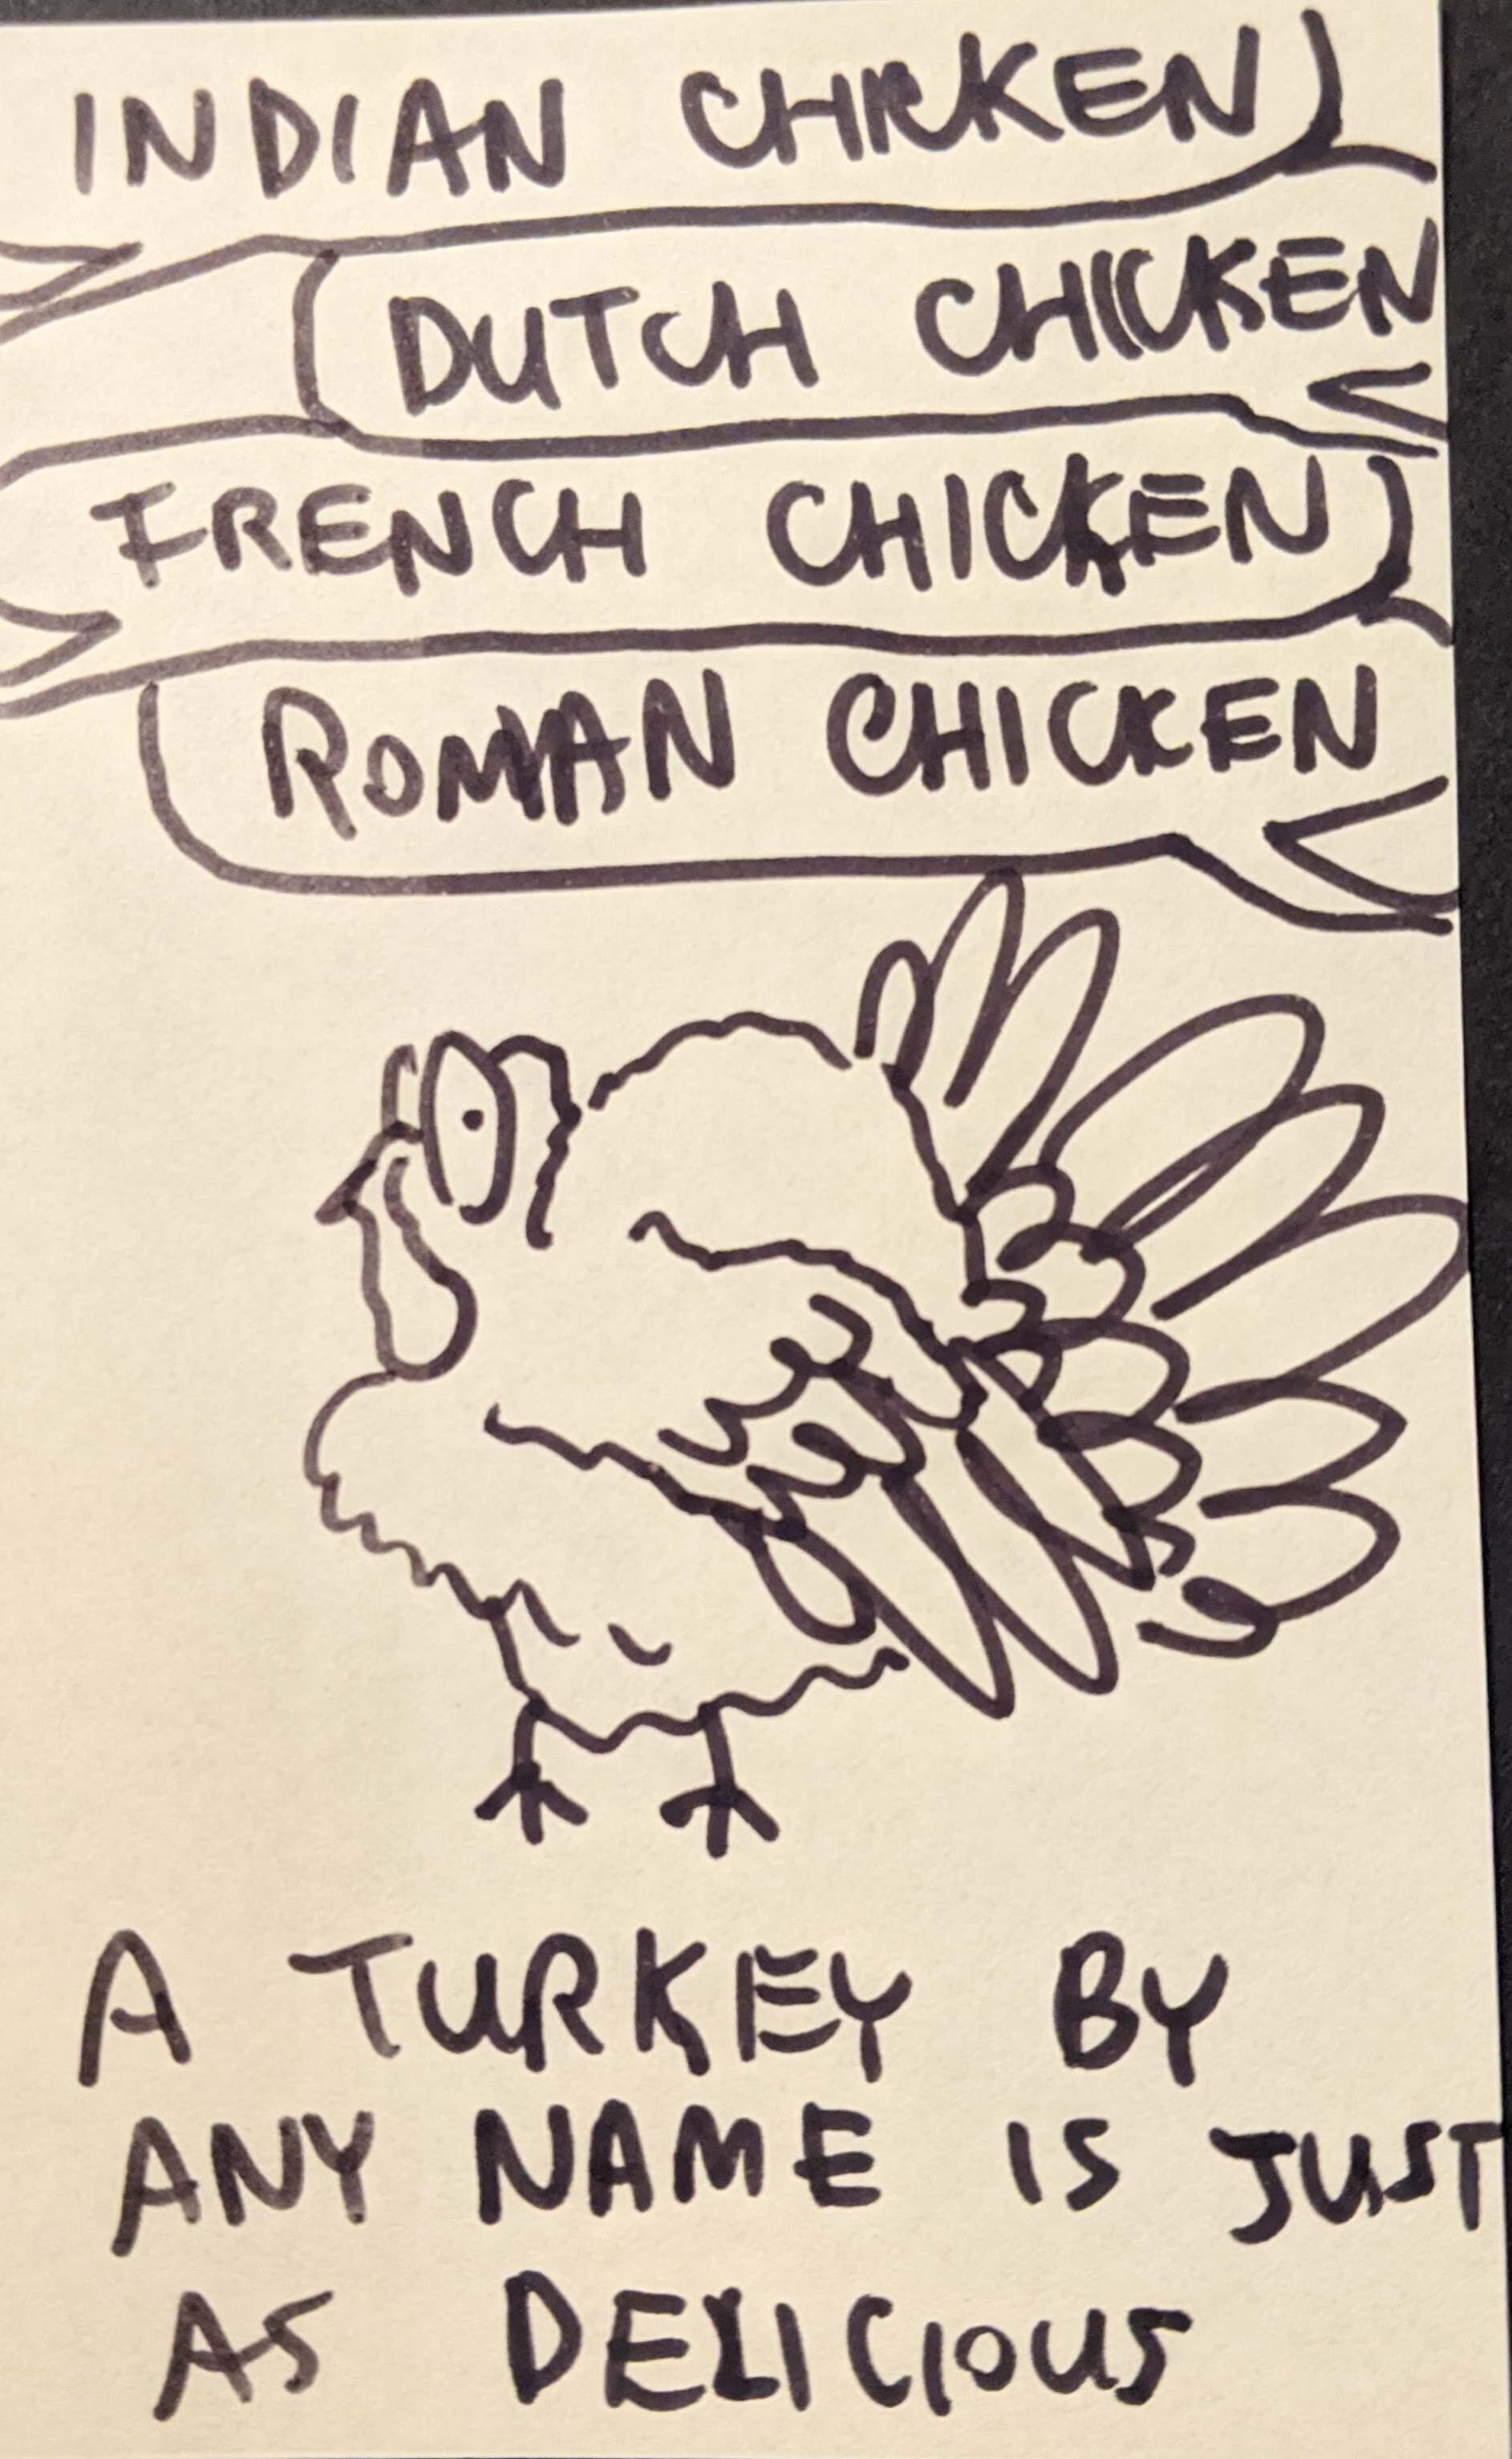 INDIAN CHICKEN
DUTCH CHICKEN
FRENCH CHICKEN
ROMAN CHICKEN
A TURKEY BY
ANY NAME IS JUST
AS DELICIOUS